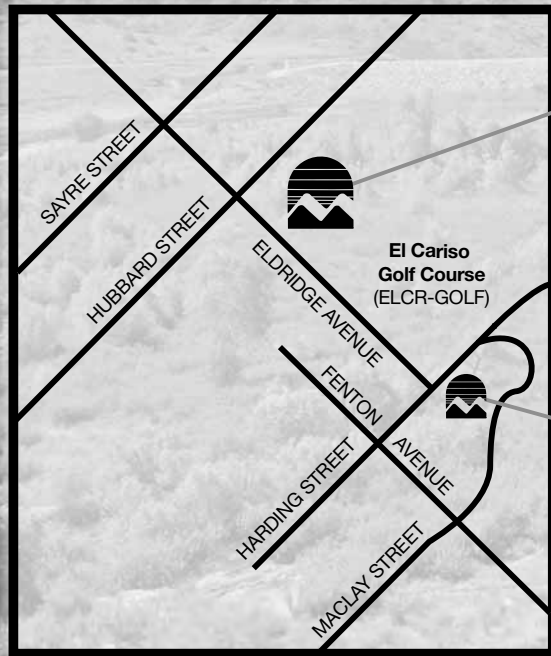 SAYRE STREET
HUBBARD STREET
El Cariso
Golf Course
(ELCR-GOLF)
ELDRIDGE AVENUE
FENTON AVENUE
HARDING STREET
MACLAY STREET